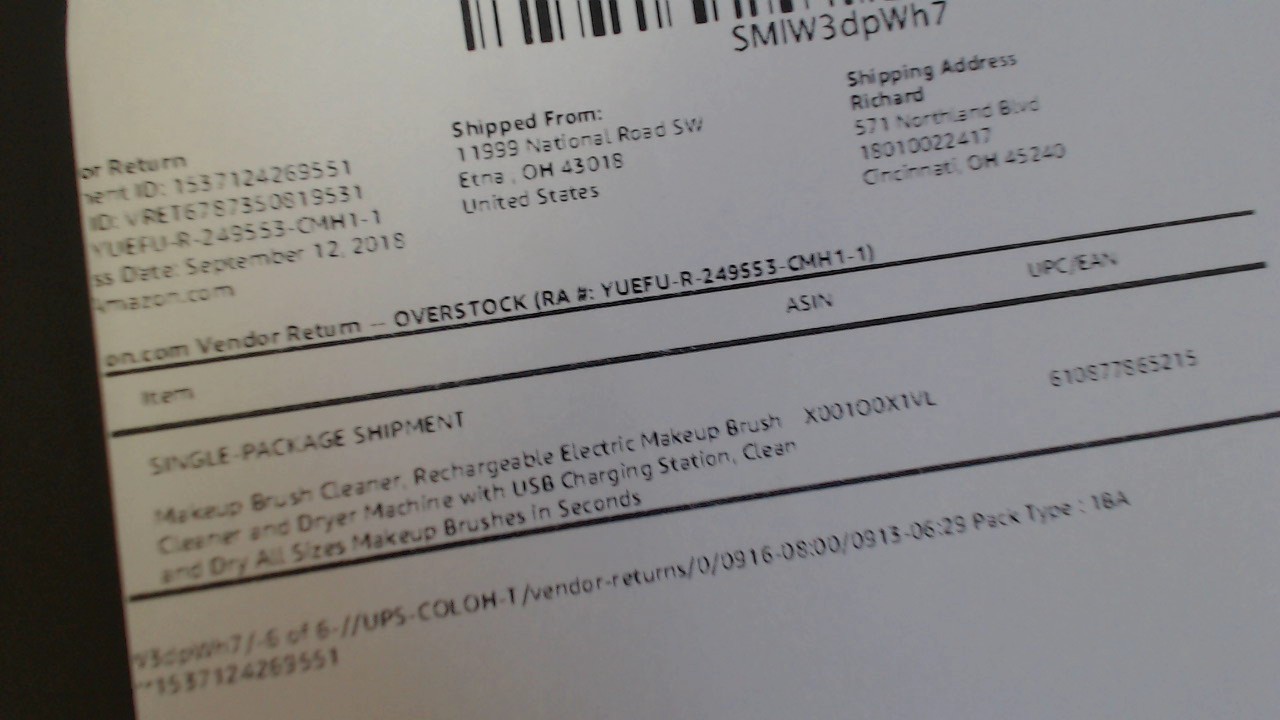 SMIW3dpWh7
or Return
ment ID: 1537124269551
ID: VRET6787350819531
YUEFU-R-249553-CMH1-1
ss Date: September 12, 2018
Amazon.com
Shipped From:
11999 National Road SW
Etna , OH 43018
United States
Shipping Address
Richard
571 Northland Blvd
18010022417
Cincinnati, OH 45240
on.com Vendor Return — OVERSTOCK (RA #: YUEFU-R-249553-CMH1-1)
Item ASIN UPC/EAN
SINGLE-PACKAGE SHIPMENT
Makeup Brush Cleaner, Rechargeable Electric Makeup Brush X001O0X1VL 610877865215
Cleaner and Dryer Machine with USB Charging Station, Clean
and Dry All Sizes Makeup Brushes in Seconds
W3dpWh7/-6 of 6-//UPS-COLOH-T/vendor-returns/0/0916-08:00/0913-06:29 Pack Type : 1BA
**1537124269551